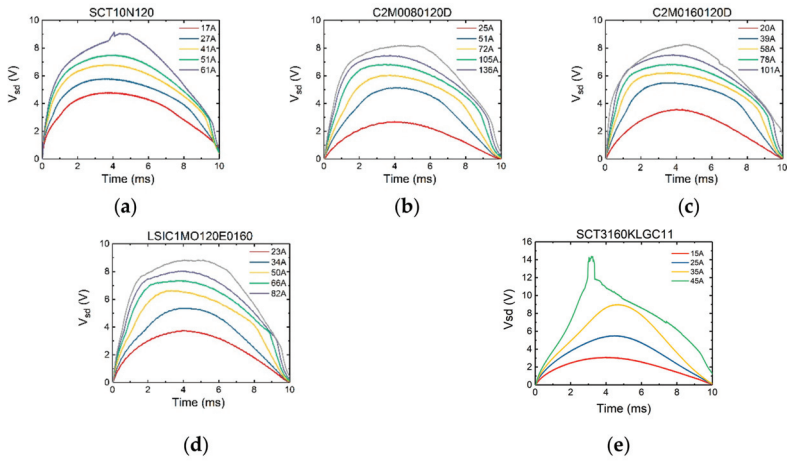 SCT10N120
17A
27A
41A
51A
61A
10
8
6
4
2
0
Vsd (V)
0 2 4 6 8 10
Time (ms)
(a)
C2M0080120D
25A
51A
72A
105A
136A
10
8
6
4
2
0
Vsd (V)
0 2 4 6 8 10
Time (ms)
(b)
C2M0160120D
20A
39A
58A
78A
101A
10
8
6
4
2
0
Vsd (V)
0 2 4 6 8 10
Time (ms)
(c)
LSIC1MO120E0160
23A
34A
50A
66A
82A
10
8
6
4
2
0
Vsd (V)
0 2 4 6 8 10
Time (ms)
(d)
SCT3160KLGC11
15A
25A
35A
45A
16
14
12
10
8
6
4
2
0
Vsd (V)
0 2 4 6 8 10
Time (ms)
(e)